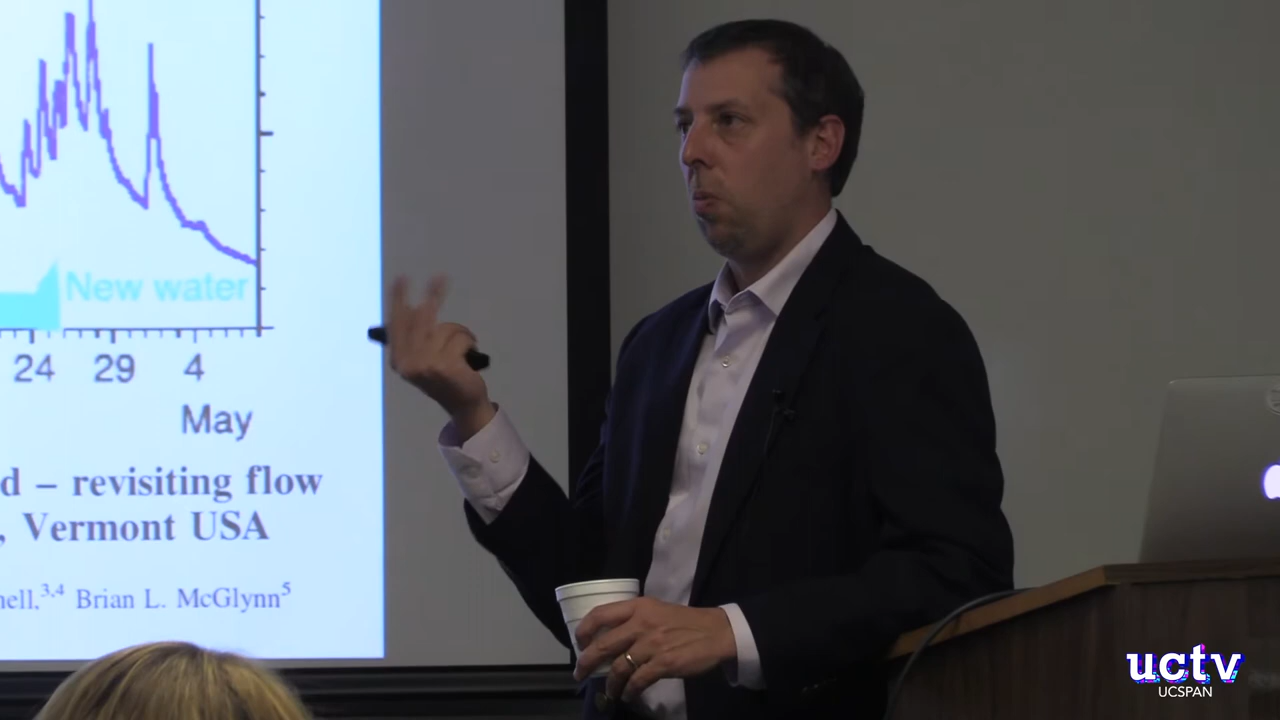 New water
24 29 4
May
d – revisiting flow
, Vermont USA
nell,3,4 Brian L. McGlynn5
uctv
UCSPAN